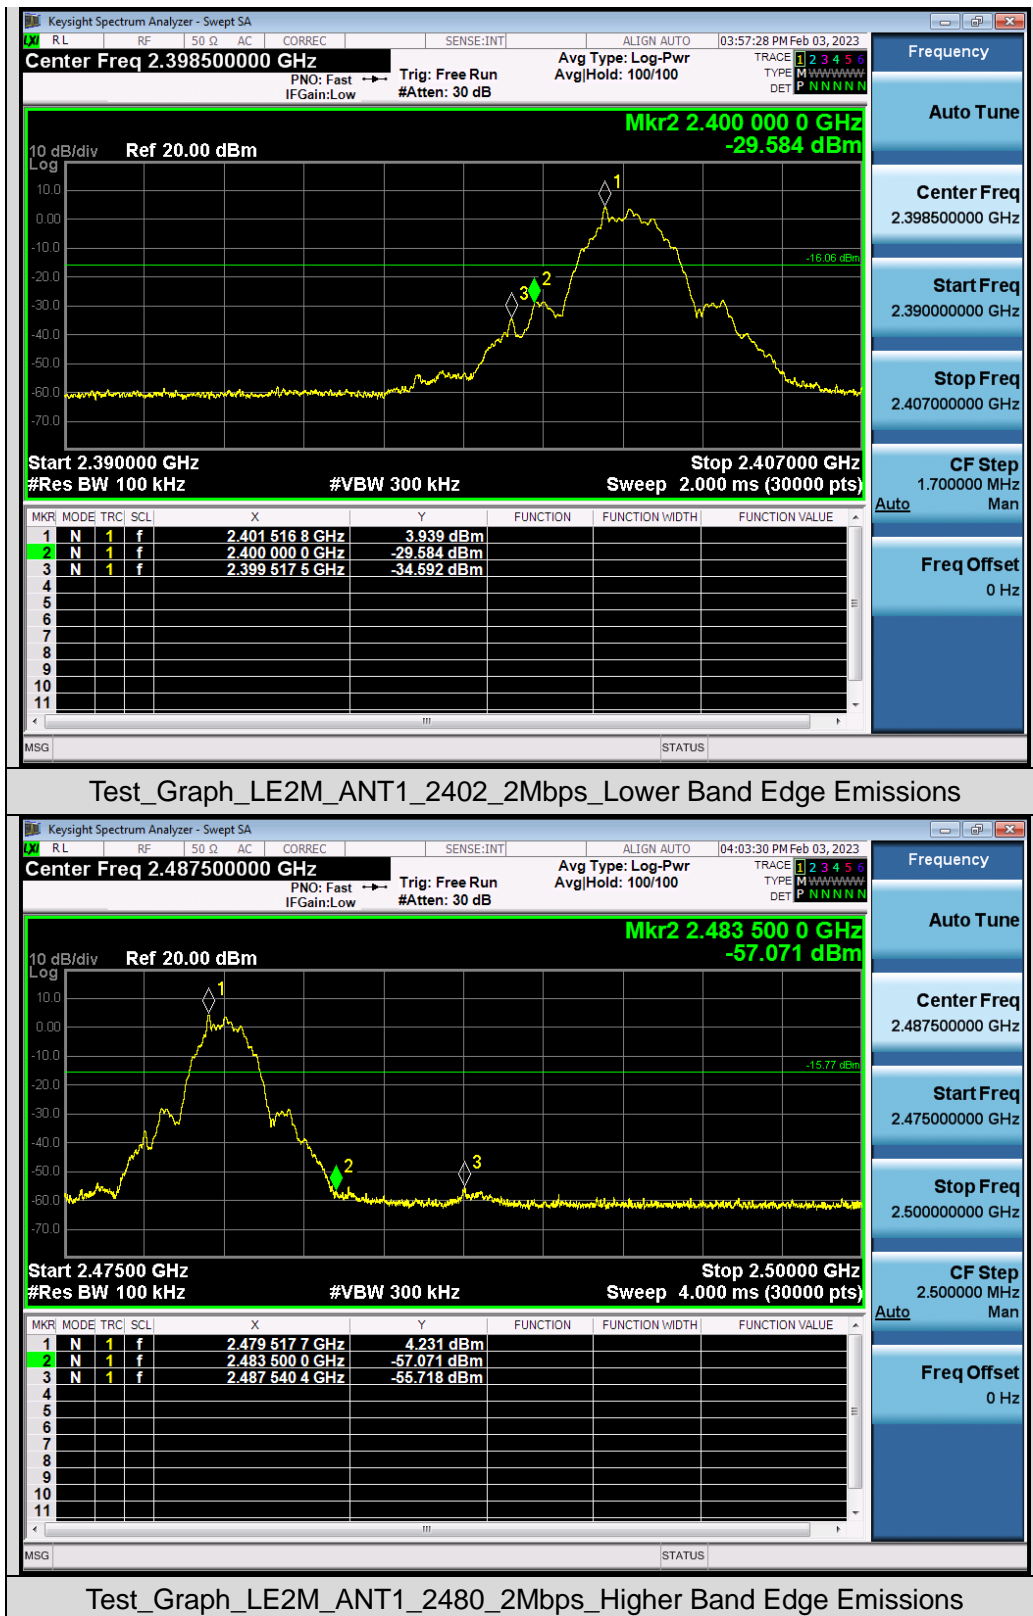 Keysight Spectrum Analyzer - Swept SA
LXI RL RF 50 Ω AC CORREC SENSE:INT ALIGN AUTO 03:57:28 PM Feb 03, 2023
Center Freq 2.398500000 GHz
PNO: Fast
IFGain:Low
Trig: Free Run
#Atten: 30 dB
Avg Type: Log-Pwr
Avg|Hold: 100/100
TRACE 1 2 3 4 5 6
TYPE M WWWWW
DET P N N N N N
Frequency
Auto Tune
Center Freq
2.398500000 GHz
Start Freq
2.390000000 GHz
Stop Freq
2.407000000 GHz
CF Step
1.700000 MHz
Auto Man
Freq Offset
0 Hz
Mkr2 2.400 000 0 GHz
-29.584 dBm
10 dB/div Ref 20.00 dBm
Log
10.0
0.00
-10.0
-20.0
-30.0
-40.0
-50.0
-60.0
-70.0
1
2
3
-16.06 dBm
Start 2.390000 GHz Stop 2.407000 GHz
#Res BW 100 kHz #VBW 300 kHz Sweep 2.000 ms (30000 pts)
MKR MODE TRC SCL X Y FUNCTION FUNCTION WIDTH FUNCTION VALUE
1 N 1 f 2.401 516 8 GHz 3.939 dBm
2 N 1 f 2.400 000 0 GHz -29.584 dBm
3 N 1 f 2.399 517 5 GHz -34.592 dBm
4
5
6
7
8
9
10
11
MSG STATUS
Test_Graph_LE2M_ANT1_2402_2Mbps_Lower Band Edge Emissions
Keysight Spectrum Analyzer - Swept SA
LXI RL RF 50 Ω AC CORREC SENSE:INT ALIGN AUTO 04:03:30 PM Feb 03, 2023
Center Freq 2.487500000 GHz
PNO: Fast
IFGain:Low
Trig: Free Run
#Atten: 30 dB
Avg Type: Log-Pwr
Avg|Hold: 100/100
TRACE 1 2 3 4 5 6
TYPE M WWWWW
DET P N N N N N
Frequency
Auto Tune
Center Freq
2.487500000 GHz
Start Freq
2.475000000 GHz
Stop Freq
2.500000000 GHz
CF Step
2.500000 MHz
Auto Man
Freq Offset
0 Hz
Mkr2 2.483 500 0 GHz
-57.071 dBm
10 dB/div Ref 20.00 dBm
Log
10.0
0.00
-10.0
-20.0
-30.0
-40.0
-50.0
-60.0
-70.0
1
2
3
-15.77 dBm
Start 2.47500 GHz Stop 2.50000 GHz
#Res BW 100 kHz #VBW 300 kHz Sweep 4.000 ms (30000 pts)
MKR MODE TRC SCL X Y FUNCTION FUNCTION WIDTH FUNCTION VALUE
1 N 1 f 2.479 517 7 GHz 4.231 dBm
2 N 1 f 2.483 500 0 GHz -57.071 dBm
3 N 1 f 2.487 540 4 GHz -55.718 dBm
4
5
6
7
8
9
10
11
MSG STATUS
Test_Graph_LE2M_ANT1_2480_2Mbps_Higher Band Edge Emissions